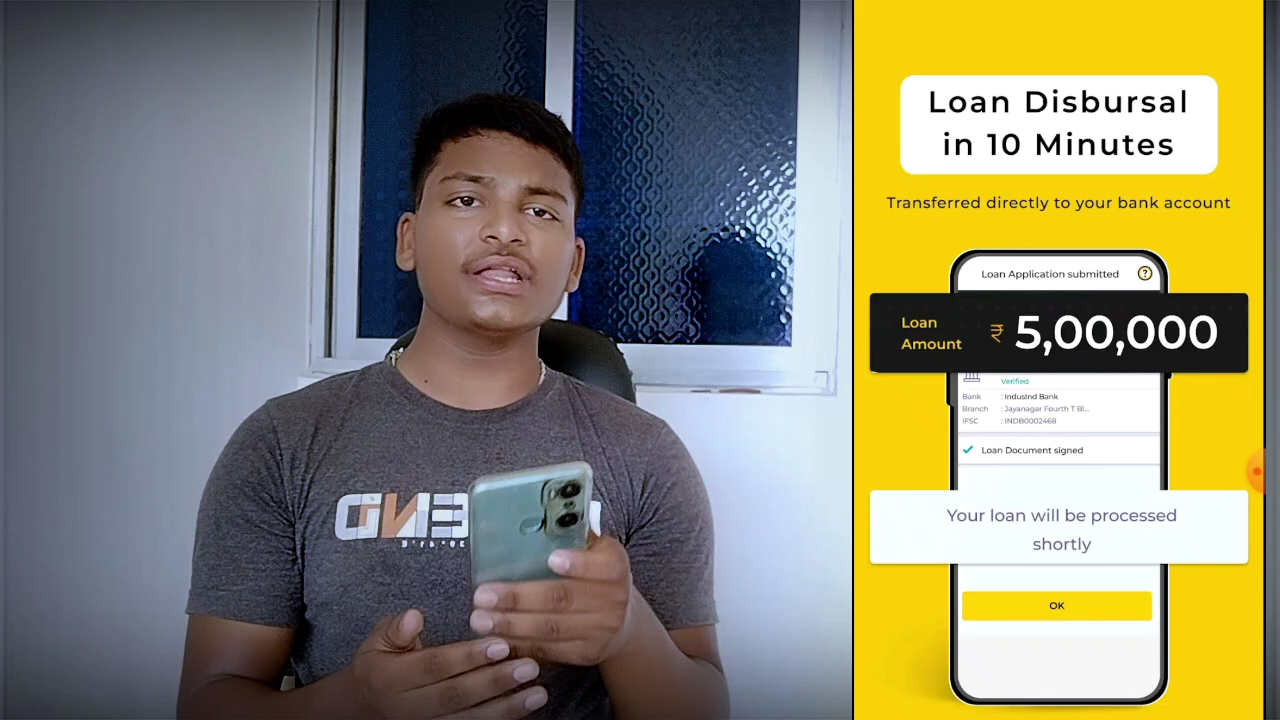 Loan Disbursal
in 10 Minutes
Transferred directly to your bank account
Loan Application submitted ?
Loan
Amount
₹ 5,00,000
Verified
Bank : IndusInd Bank
Branch : Jayanagar Fourth T Bl...
IFSC : INDB0002468
Loan Document signed
Your loan will be processed
shortly
OK